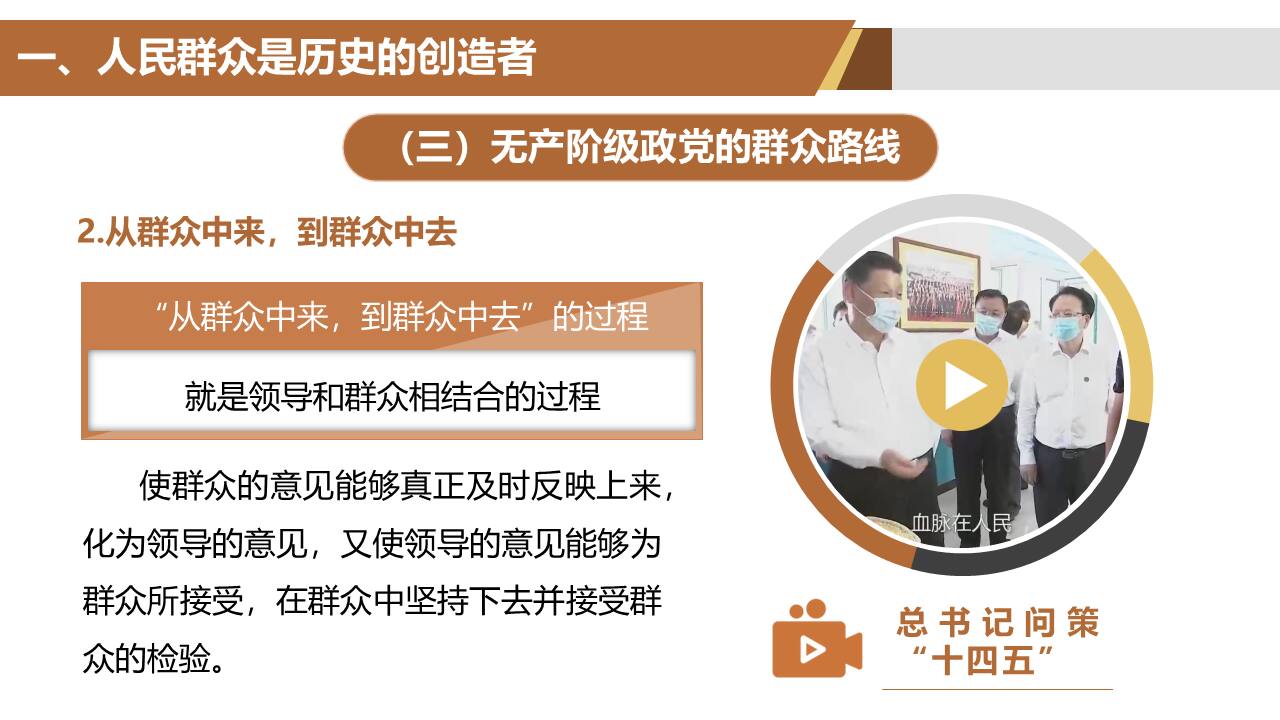 一、人民群众是历史的创造者
（三）无产阶级政党的群众路线
2.从群众中来，到群众中去
“从群众中来，到群众中去”的过程
就是领导和群众相结合的过程
使群众的意见能够真正及时反映上来，
化为领导的意见，又使领导的意见能够为
群众所接受，在群众中坚持下去并接受群
众的检验。
血脉在人民
总书记问策
“十四五”